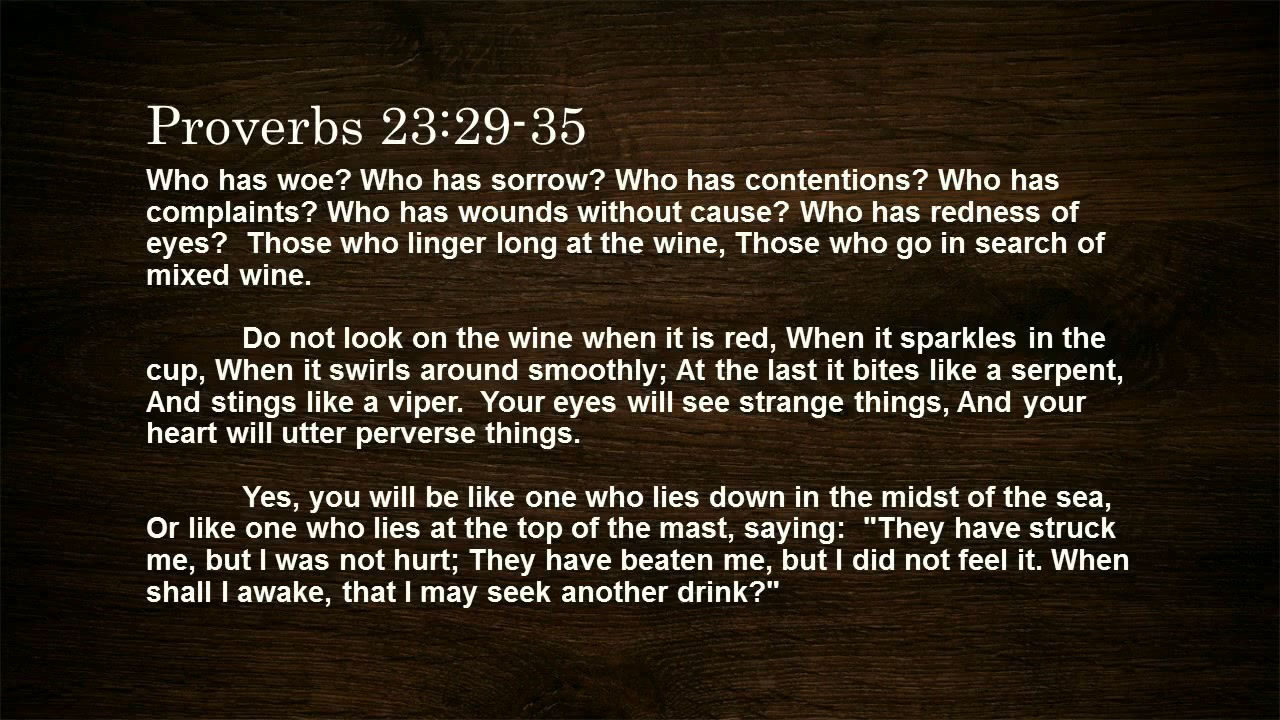 Proverbs 23:29-35
Who has woe? Who has sorrow? Who has contentions? Who has
complaints? Who has wounds without cause? Who has redness of
eyes?  Those who linger long at the wine, Those who go in search of
mixed wine.
Do not look on the wine when it is red, When it sparkles in the
cup, When it swirls around smoothly; At the last it bites like a serpent,
And stings like a viper.  Your eyes will see strange things, And your
heart will utter perverse things.
Yes, you will be like one who lies down in the midst of the sea,
Or like one who lies at the top of the mast, saying:  "They have struck
me, but I was not hurt; They have beaten me, but I did not feel it. When
shall I awake, that I may seek another drink?"